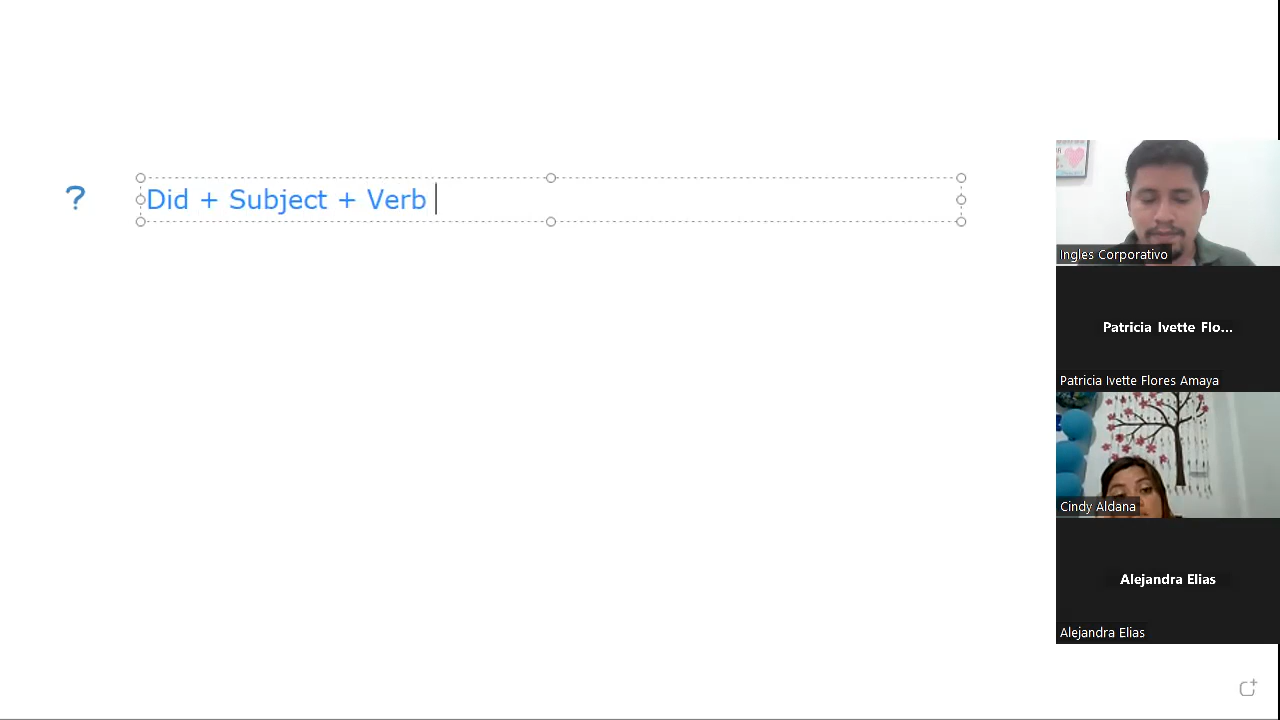 ? Did + Subject + Verb
Ingles Corporativo
Patricia Ivette Flo...
Patricia Ivette Flores Amaya
Cindy Aldana
Alejandra Elias
Alejandra Elias